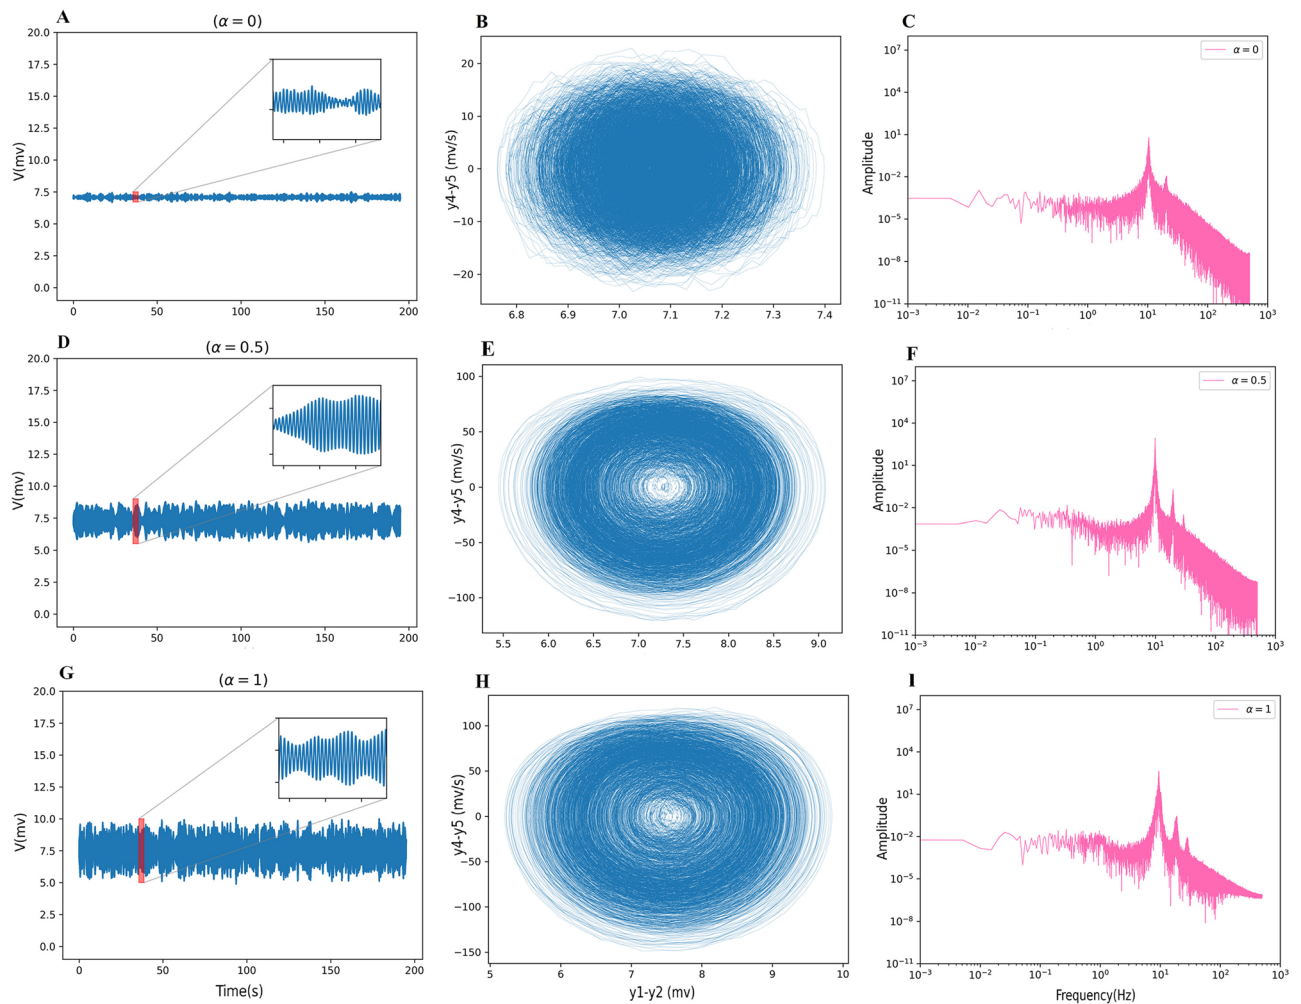 A
(α = 0)
V(mv)
20.0
17.5
15.0
12.5
10.0
7.5
5.0
2.5
0.0
0 50 100 150 200
B
y4-y5 (mv/s)
20
10
0
−10
−20
6.8 6.9 7.0 7.1 7.2 7.3 7.4
C
α = 0
Amplitude
10⁷
10⁴
10¹
10⁻²
10⁻⁵
10⁻⁸
10⁻¹¹
10⁻³ 10⁻² 10⁻¹ 10⁰ 10¹ 10² 10³
D
(α = 0.5)
V(mv)
20.0
17.5
15.0
12.5
10.0
7.5
5.0
2.5
0.0
0 50 100 150 200
E
y4-y5 (mv/s)
100
50
0
−50
−100
5.5 6.0 6.5 7.0 7.5 8.0 8.5 9.0
F
α = 0.5
Amplitude
10⁷
10⁴
10¹
10⁻²
10⁻⁵
10⁻⁸
10⁻¹¹
10⁻³ 10⁻² 10⁻¹ 10⁰ 10¹ 10² 10³
G
(α = 1)
V(mv)
20.0
17.5
15.0
12.5
10.0
7.5
5.0
2.5
0.0
0 50 100 150 200
Time(s)
H
y4-y5 (mv/s)
100
50
0
−50
−100
−150
5 6 7 8 9 10
y1-y2 (mv)
I
α = 1
Amplitude
10⁷
10⁴
10¹
10⁻²
10⁻⁵
10⁻⁸
10⁻¹¹
10⁻³ 10⁻² 10⁻¹ 10⁰ 10¹ 10² 10³
Frequency(Hz)